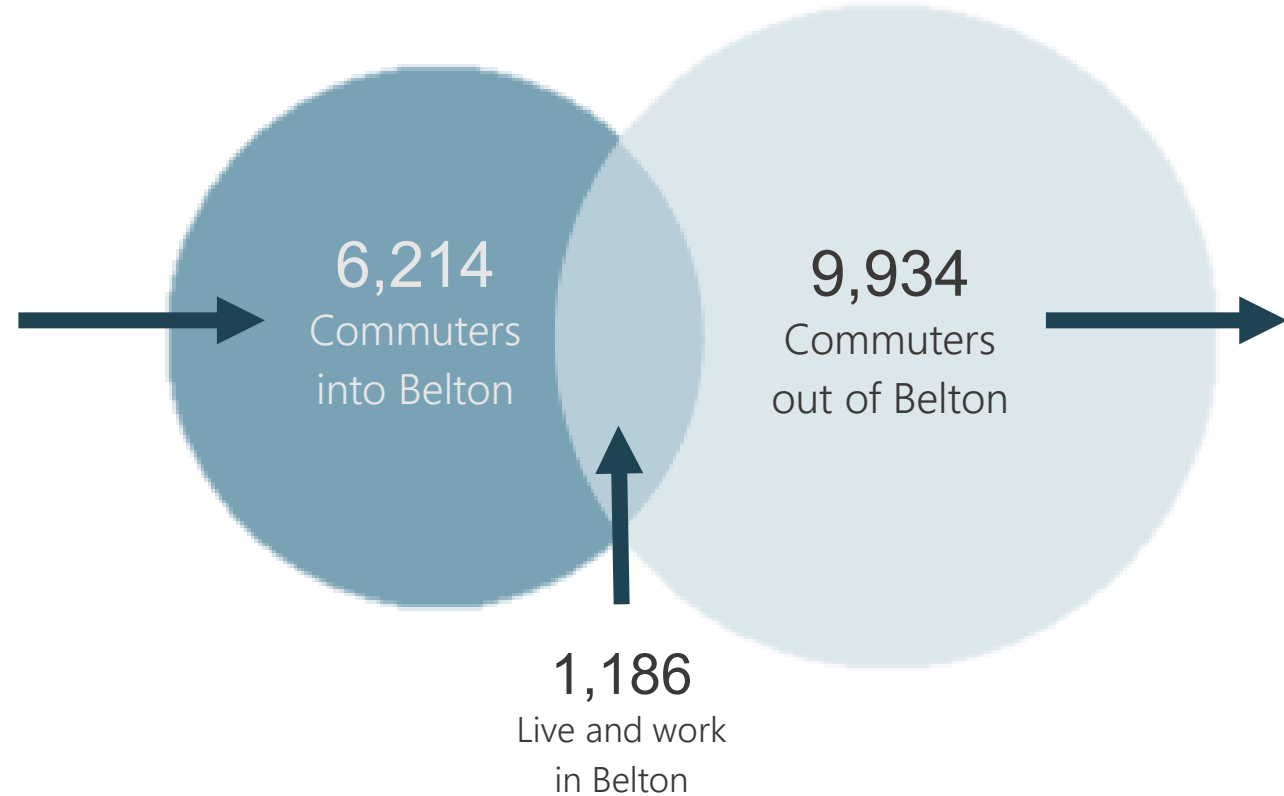 6,214
Commuters
into Belton
9,934
Commuters
out of Belton
1,186
Live and work
in Belton